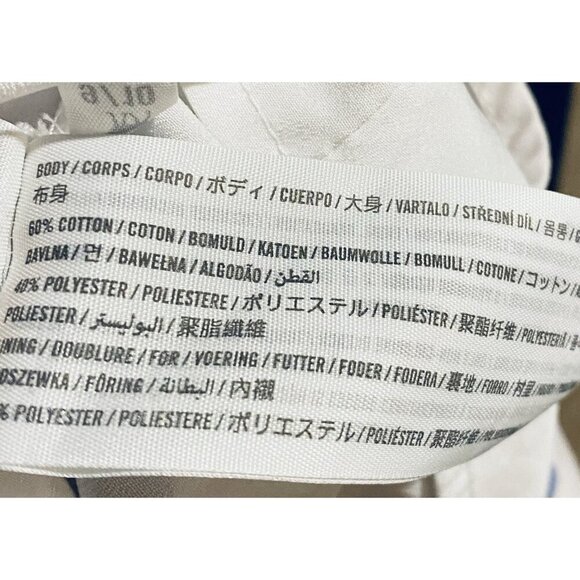 BODY / CORPS / CORPO / ボディ / CUERPO / 大身 / VARTALO / STŘEDNÍ DÍL / 몸통 /
布身
60% COTTON / COTON / BOMULD / KATOEN / BAUMWOLLE / BOMULL / COTONE / コットン /
BAVLNA / 면 / BAWEŁNA / ALGODÃO / القطن /
40% POLYESTER / POLIESTERE / ポリエステル / POLIÉSTER / 聚酯纤维 / POLYESTERIÄ /
POLIESTER / البوليستر / 聚脂纖維
INING / DOUBLURE / FOR / VOERING / FUTTER / FODER / FODERA / 裏地 / FORRO / 衬里 /
OSZEWKA / FÖRING / البطانة / 內襯
% POLYESTER / POLIESTERE / ポリエステル / POLIÉSTER / 聚酯纤维 /